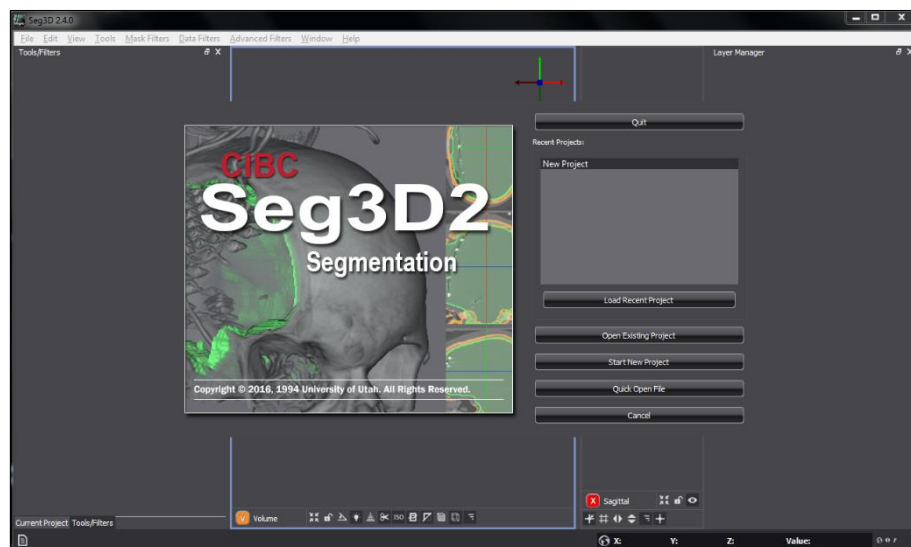 Seg3D 2.4.0
File Edit View Tools Mask Filters Data Filters Advanced Filters Window Help
Tools/Filters
Layer Manager
Quit
Recent Projects:
New Project
CIBC
Seg3D2
Segmentation
Copyright © 2016, 1994 University of Utah. All Rights Reserved.
Load Recent Project
Open Existing Project
Start New Project
Quick Open File
Cancel
X Sagittal
V Volume
ISO
Current Project Tools/Filters
X: Y: Z: Value: